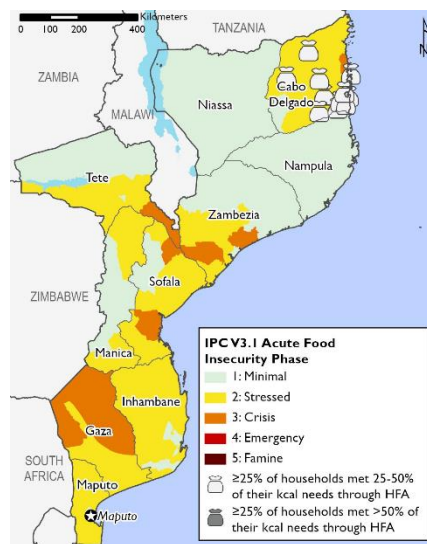 0 100 200 400
Kilometers
TANZANIA
ZAMBIA
MALAWI
Niassa
Cabo
Delgado
Nampula
Tete
Zambezia
Sofala
ZIMBABWE
Manica
Inhambane
Gaza
SOUTH
AFRICA
Maputo
Maputo
IPC V3.1 Acute Food
Insecurity Phase
1: Minimal
2: Stressed
3: Crisis
4: Emergency
5: Famine
≥25% of households met 25-50%
of their kcal needs through HFA
≥25% of households met >50% of
their kcal needs through HFA